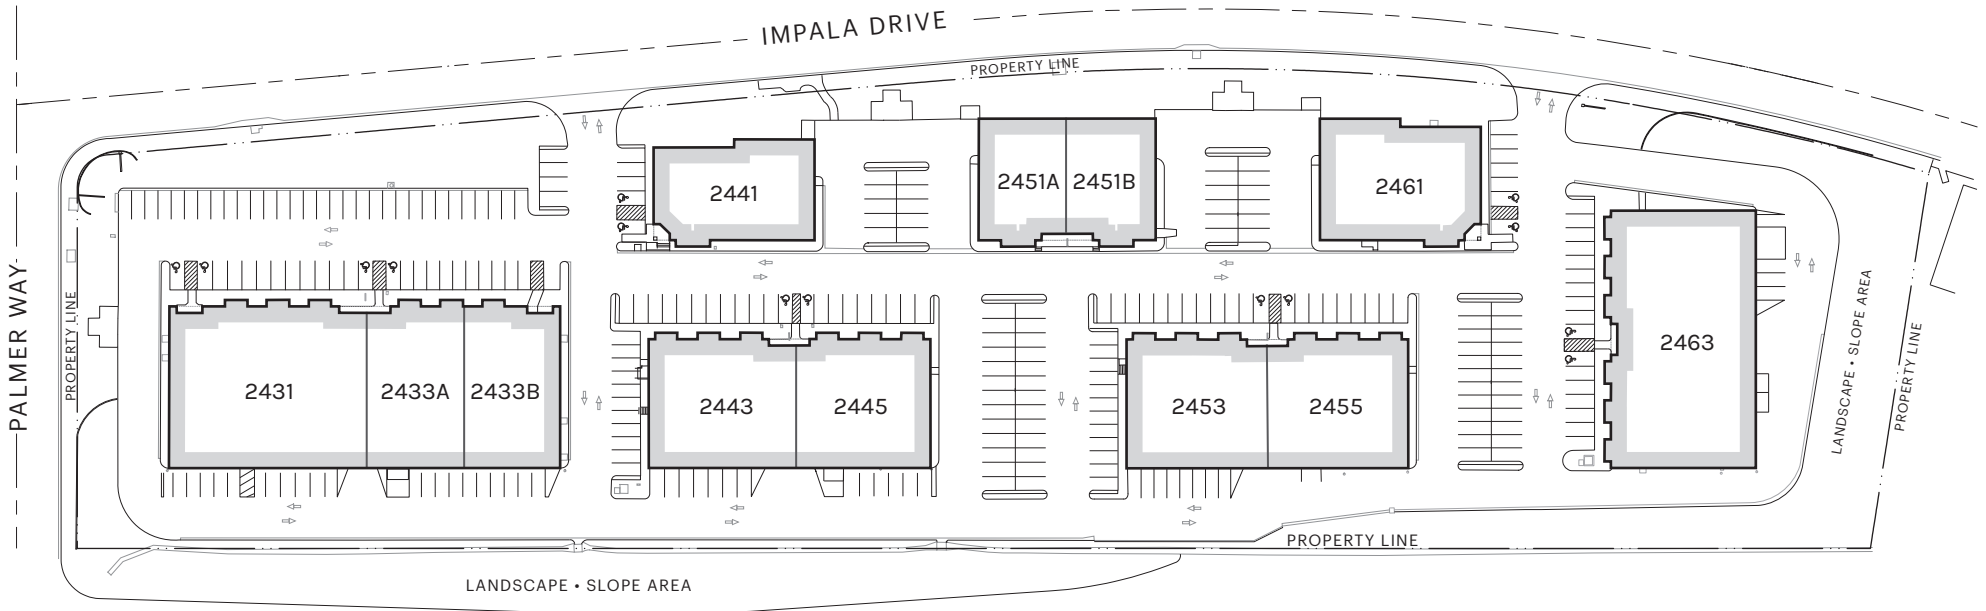 IMPALA DRIVE
PROPERTY LINE
2441
2451A
2451B
2461
PALMER WAY
PROPERTY LINE
2431
2433A
2433B
2443
2445
2453
2455
2463
LANDSCAPE • SLOPE AREA
PROPERTY LINE
PROPERTY LINE
LANDSCAPE • SLOPE AREA